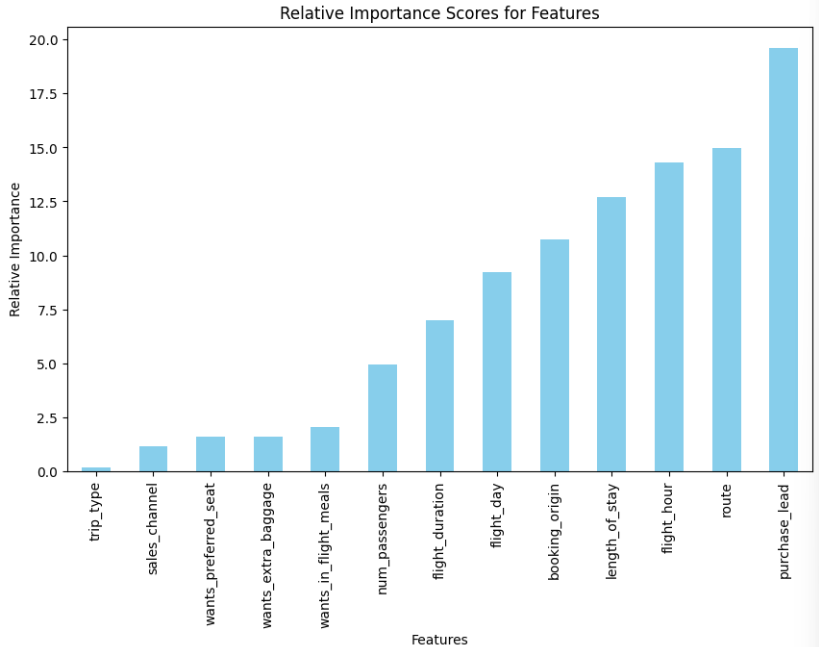 Relative Importance Scores for Features
Relative Importance
20.0
17.5
15.0
12.5
10.0
7.5
5.0
2.5
0.0
trip_type
sales_channel
wants_preferred_seat
wants_extra_baggage
wants_in_flight_meals
num_passengers
flight_duration
flight_day
booking_origin
length_of_stay
flight_hour
route
purchase_lead
Features